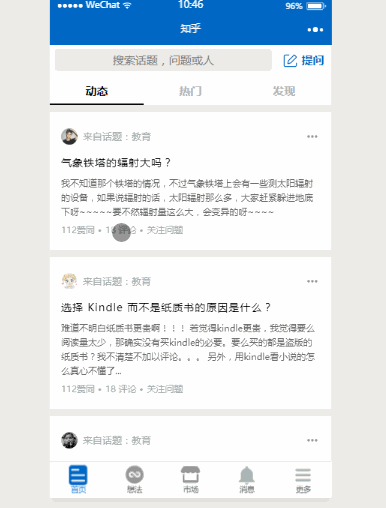 WeChat 10:46 96%
知乎
搜索话题，问题或人 提问
动态 热门 发现
来自话题：教育
气象铁塔的辐射大吗？
我不知道那个铁塔的情况，不过气象铁塔上会有一些测太阳辐射
的设备，如果说辐射的话，太阳辐射那么多，大家赶紧躲进地底
下呀~~~~~要不然辐射量这么大，会变异的呀~~~~
112赞同 • 18 评论 • 关注问题
来自话题：教育
选择 Kindle 而不是纸质书的原因是什么？
难道不明白纸质书更贵啊！！！ 若觉得kindle更贵，我觉得要么
阅读量太少，那确实没有买kindle的必要。要么买的都是盗版的
纸质书？我不清楚不加以评论。。。 另外，用kindle看小说的怎
么真心不懂了...
112赞同 • 18 评论 • 关注问题
来自话题：教育
首页 想法 市场 消息 更多